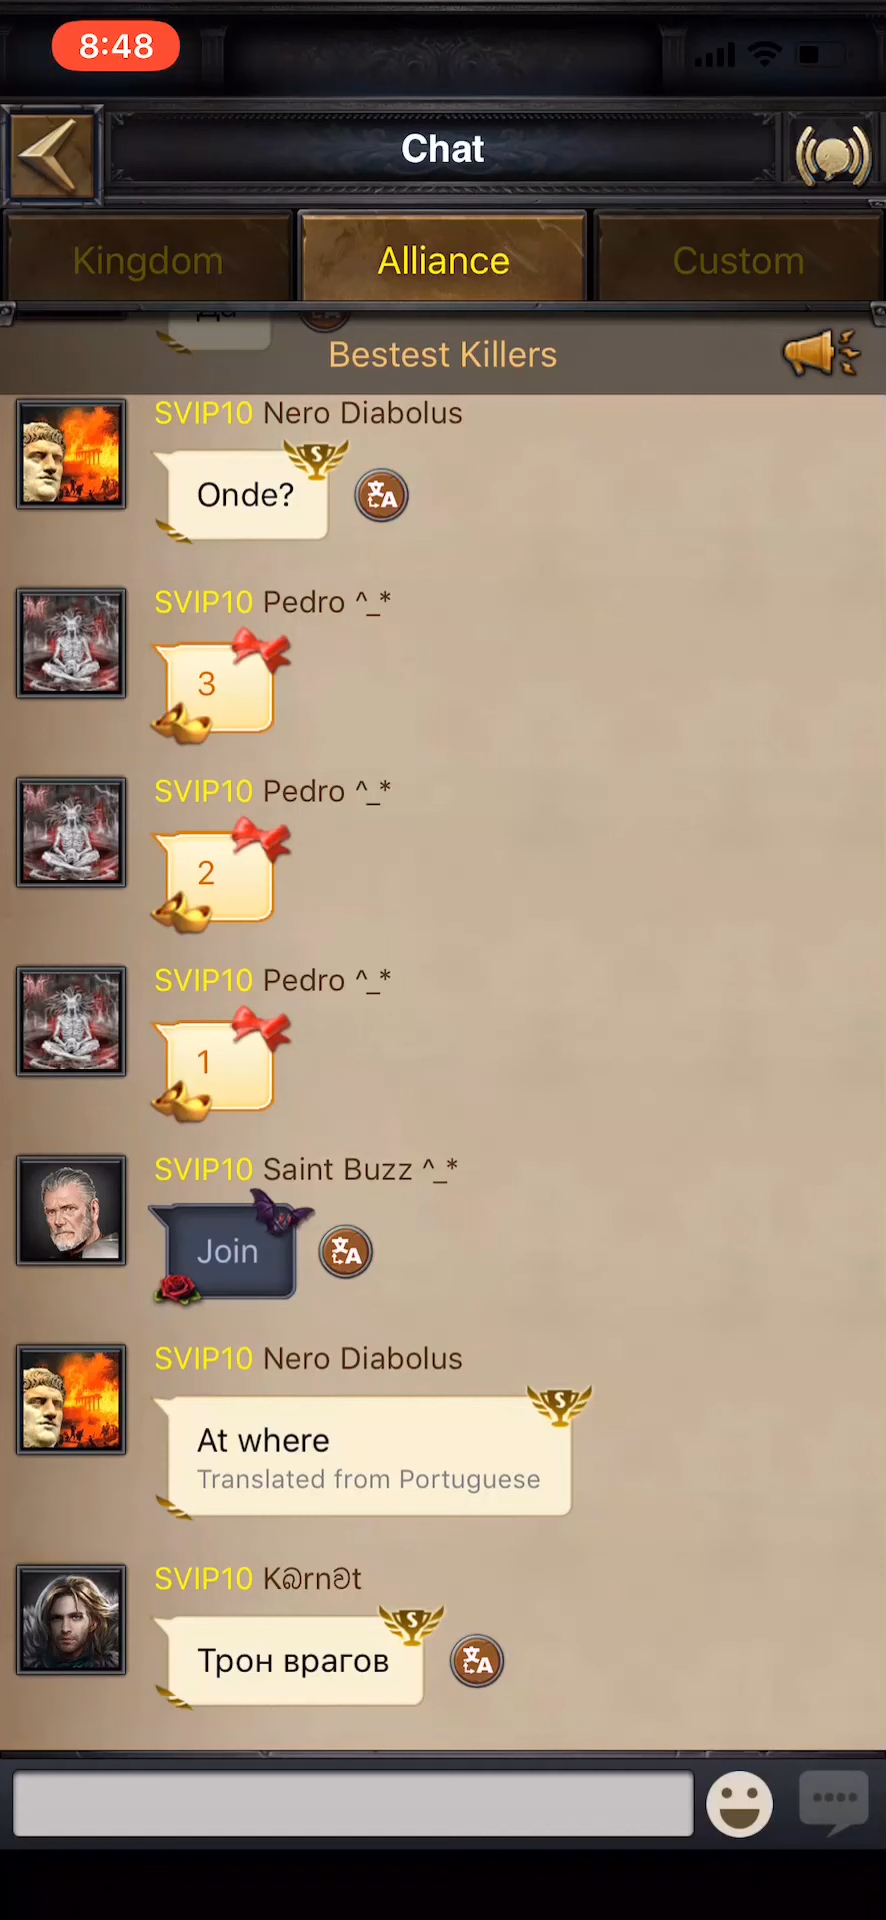 8:48
Chat
Kingdom
Alliance
Custom
Bestest Killers
SVIP10 Nero Diabolus
Onde?
SVIP10 Pedro ^_*
3
SVIP10 Pedro ^_*
2
SVIP10 Pedro ^_*
1
SVIP10 Saint Buzz ^_*
Join
SVIP10 Nero Diabolus
At where
Translated from Portuguese
SVIP10
Трон врагов